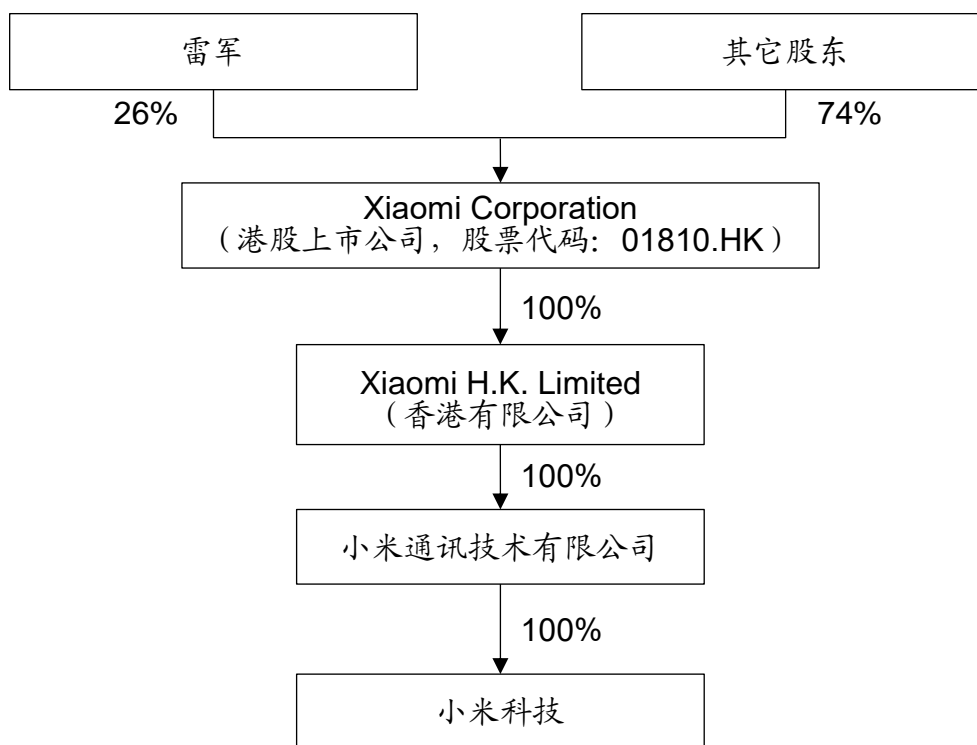 雷军
其它股东
26%
74%
Xiaomi Corporation
（港股上市公司，股票代码：01810.HK）
100%
Xiaomi H.K. Limited
（香港有限公司）
100%
小米通讯技术有限公司
100%
小米科技